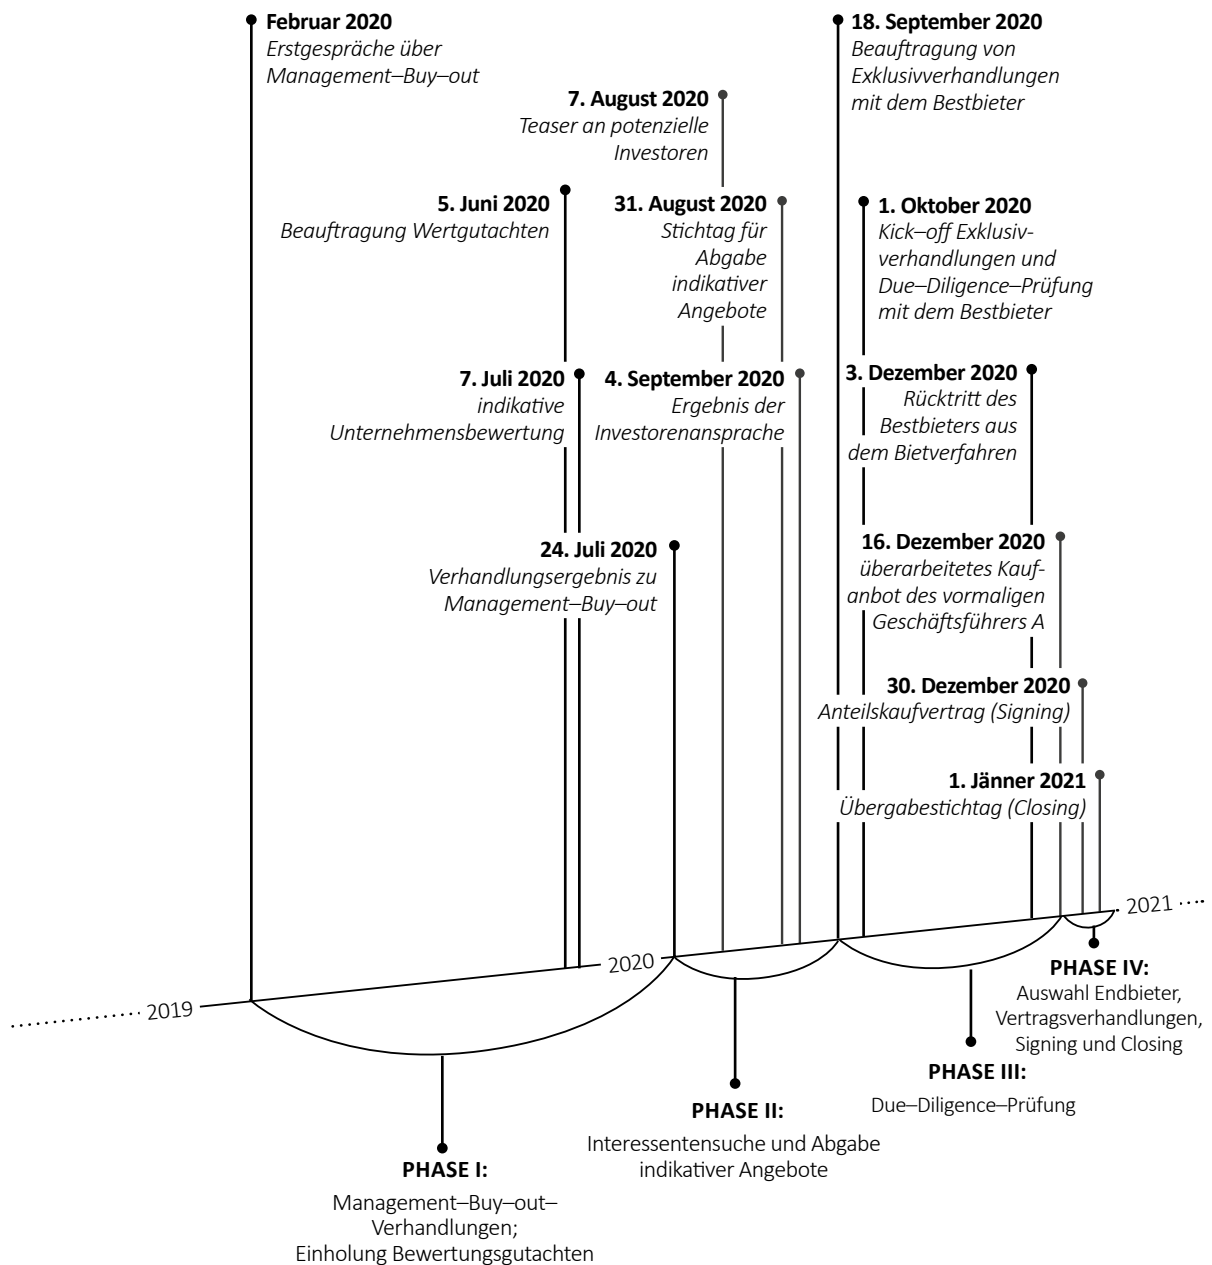 Februar 2020
Erstgespräche über
Management–Buy–out
18. September 2020
Beauftragung von
Exklusivverhandlungen
mit dem Bestbieter
7. August 2020
Teaser an potenzielle
Investoren
5. Juni 2020
Beauftragung Wertgutachten
31. August 2020
Stichtag für
Abgabe
indikativer
Angebote
1. Oktober 2020
Kick–off Exklusiv-
verhandlungen und
Due–Diligence–Prüfung
mit dem Bestbieter
7. Juli 2020
indikative
Unternehmensbewertung
4. September 2020
Ergebnis der
Investorenansprache
3. Dezember 2020
Rücktritt des
Bestbieters aus
dem Bietverfahren
24. Juli 2020
Verhandlungsergebnis zu
Management–Buy–out
16. Dezember 2020
überarbeitetes Kauf-
anbot des vormaligen
Geschäftsführers A
30. Dezember 2020
Anteilskaufvertrag (Signing)
1. Jänner 2021
Übergabestichtag (Closing)
2019
2020
2021
PHASE I:
Management–Buy–out–
Verhandlungen;
Einholung Bewertungsgutachten
PHASE II:
Interessentensuche und Abgabe
indikativer Angebote
PHASE III:
Due–Diligence–Prüfung
PHASE IV:
Auswahl Endbieter,
Vertragsverhandlungen,
Signing und Closing